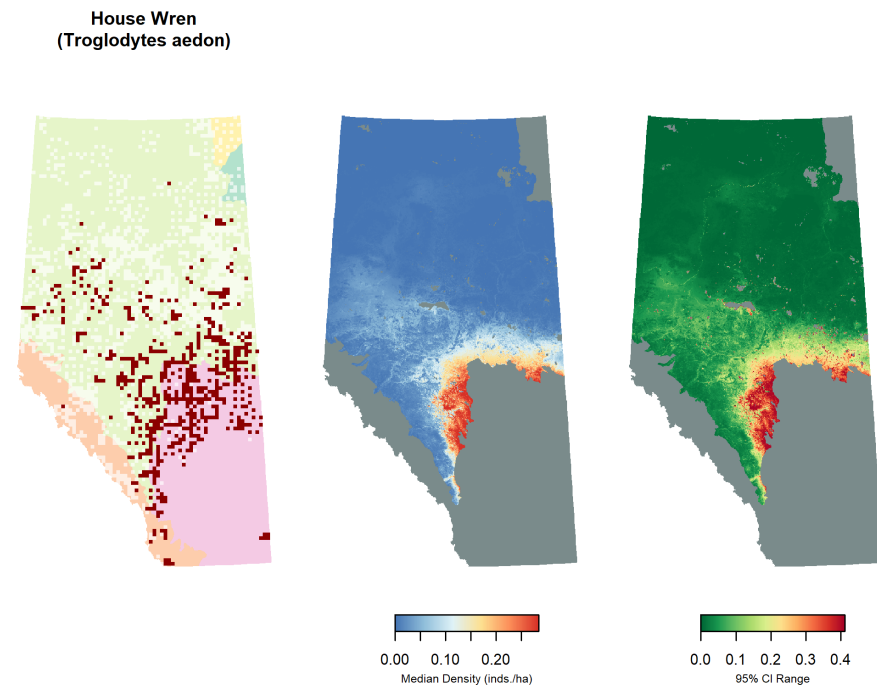 House Wren
(Troglodytes aedon)
0.00 0.10 0.20
Median Density (inds./ha)
0.0 0.1 0.2 0.3 0.4
95% CI Range